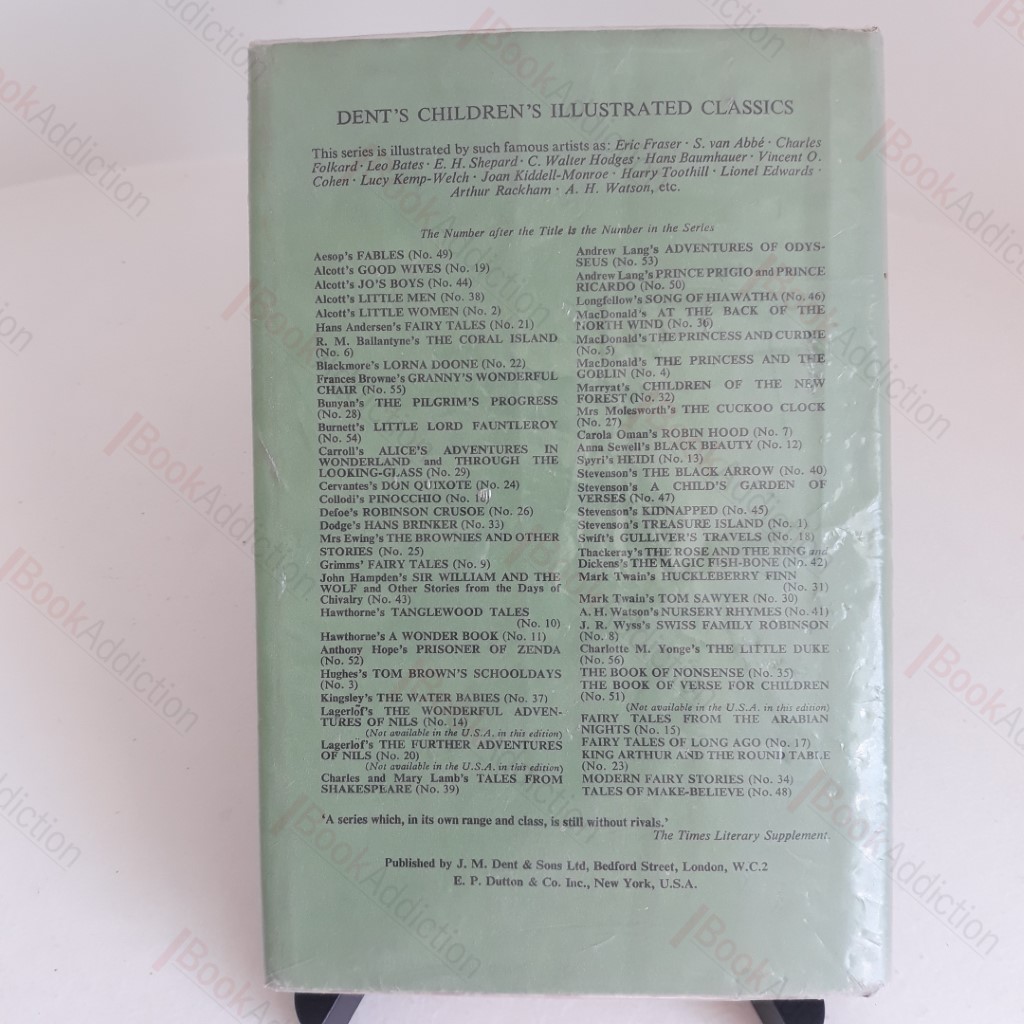 DENT'S CHILDREN'S ILLUSTRATED CLASSICS
This series is illustrated by such famous artists as: Eric Fraser · S. van Abbé · Charles
Folkard · Leo Bates · E. H. Shepard · C. Walter Hodges · Hans Baumhauer · Vincent O.
Cohen · Lucy Kemp-Welch · Joan Kiddell-Monroe · Harry Toothill · Lionel Edwards ·
Arthur Rackham · A. H. Watson, etc.
The Number after the Title is the Number in the Series
Aesop's FABLES (No. 49)
Alcott's GOOD WIVES (No. 19)
Alcott's JO'S BOYS (No. 44)
Alcott's LITTLE MEN (No. 38)
Alcott's LITTLE WOMEN (No. 2)
Hans Andersen's FAIRY TALES (No. 21)
R. M. Ballantyne's THE CORAL ISLAND
(No. 6)
Blackmore's LORNA DOONE (No. 22)
Frances Browne's GRANNY'S WONDERFUL
CHAIR (No. 55)
Bunyan's THE PILGRIM'S PROGRESS
(No. 28)
Burnett's LITTLE LORD FAUNTLEROY
(No. 54)
Carroll's ALICE'S ADVENTURES IN
WONDERLAND and THROUGH THE
LOOKING-GLASS (No. 29)
Cervantes's DON QUIXOTE (No. 24)
Collodi's PINOCCHIO (No.
Defoe's ROBINSON CRUSOE (No. 26)
Dodge's HANS BRINKER (No. 33)
Mrs Ewing's THE BROWNIES AND OTHER
STORIES (No. 25)
Grimms' FAIRY TALES (No. 9)
John Hampden's SIR WILLIAM AND THE
WOLF and Other Stories from the Days of
Chivalry (No. 43)
Hawthorne's TANGLEWOOD TALES
(No. 10)
Hawthorne's A WONDER BOOK (No. 11)
Anthony Hope's PRISONER OF ZENDA
(No. 52)
Hughes's TOM BROWN'S SCHOOLDAYS
(No. 3)
Kingsley's THE WATER BABIES (No. 37)
Lagerlöf's THE WONDERFUL ADVEN-
TURES OF NILS (No. 14)
(Not available in the U.S.A. in this edition)
Lagerlöf's THE FURTHER ADVENTURES
OF NILS (No. 20)
(Not available in the U.S.A. in this edition)
Charles and Mary Lamb's TALES FROM
SHAKESPEARE (No. 39)
Andrew Lang's ADVENTURES OF ODYS-
SEUS (No. 53)
Andrew Lang's PRINCE PRIGIO and PRINCE
RICARDO (No. 50)
Longfellow's SONG OF HIAWATHA (No. 46)
MacDonald's AT THE BACK OF THE
NORTH WIND (No. 36)
MacDonald's THE PRINCESS AND CURDIE
(No. 5)
MacDonald's THE PRINCESS AND THE
GOBLIN (No. 4)
Marryat's CHILDREN OF THE NEW
FOREST (No. 32)
Mrs Molesworth's THE CUCKOO CLOCK
(No. 27)
Carola Oman's ROBIN HOOD (No. 7)
Anna Sewell's BLACK BEAUTY (No. 12)
Spyri's HEIDI (No. 13)
Stevenson's THE BLACK ARROW (No. 40)
Stevenson's A CHILD'S GARDEN OF
VERSES (No. 47)
Stevenson's KIDNAPPED (No. 45)
Stevenson's TREASURE ISLAND (No. 1)
Swift's GULLIVER'S TRAVELS (No. 18)
Thackeray's THE ROSE AND THE RING and
Dickens's THE MAGIC FISH-BONE (No. 42)
Mark Twain's HUCKLEBERRY FINN
(No. 31)
Mark Twain's TOM SAWYER (No. 30)
A. H. Watson's NURSERY RHYMES (No. 41)
J. R. Wyss's SWISS FAMILY ROBINSON
(No. 8)
Charlotte M. Yonge's THE LITTLE DUKE
(No. 56)
THE BOOK OF NONSENSE (No. 35)
THE BOOK OF VERSE FOR CHILDREN
(No. 51)
(Not available in the U.S.A. in this edition)
FAIRY TALES FROM THE ARABIAN
NIGHTS (No. 15)
FAIRY TALES OF LONG AGO (No. 17)
KING ARTHUR AND THE ROUND TABLE
(No. 23)
MODERN FAIRY STORIES (No. 34)
TALES OF MAKE-BELIEVE (No. 48)
'A series which, in its own range and class, is still without rivals.'
The Times Literary Supplement.
Published by J. M. Dent & Sons Ltd, Bedford Street, London, W.C.2
E. P. Dutton & Co. Inc., New York, U.S.A.
BookAddiction